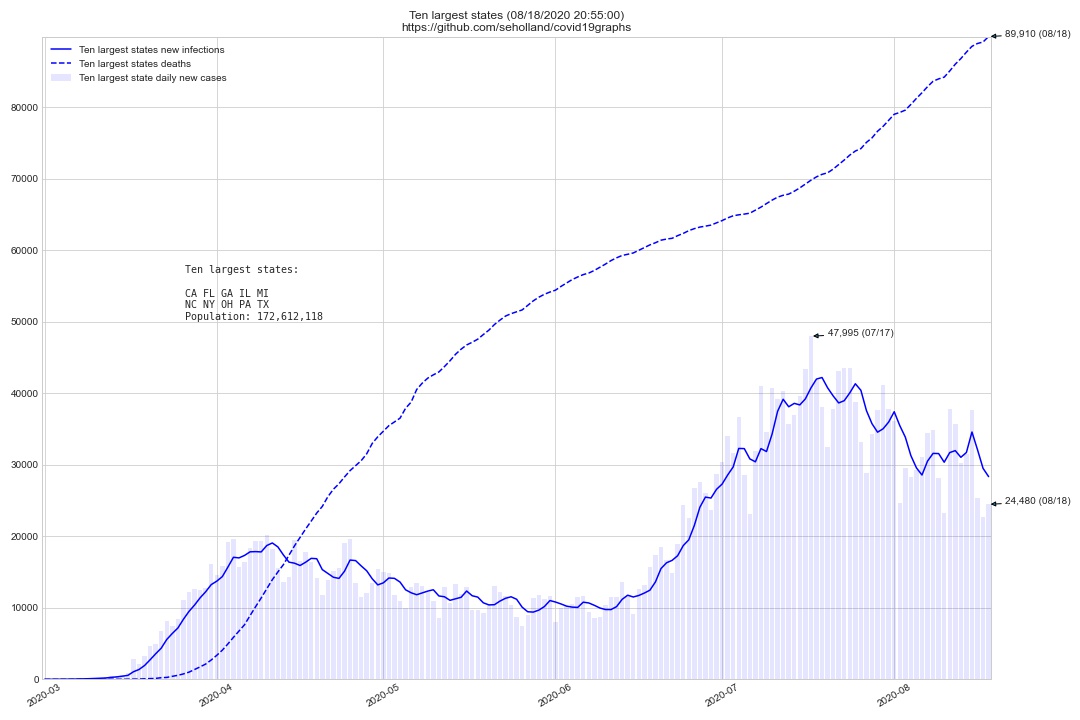 Ten largest states (08/18/2020 20:55:00)
https://github.com/seholland/covid19graphs
89,910 (08/18)
Ten largest states new infections
Ten largest states deaths
Ten largest state daily new cases
80000
70000
60000
Ten largest states:
CA FL GA IL MI
NC NY OH PA TX
Population: 172,612,118
50000
47,995 (07/17)
40000
30000
24,480 (08/18)
20000
10000
0
2020-03
2020-04
2020-05
2020-06
2020-07
2020-08